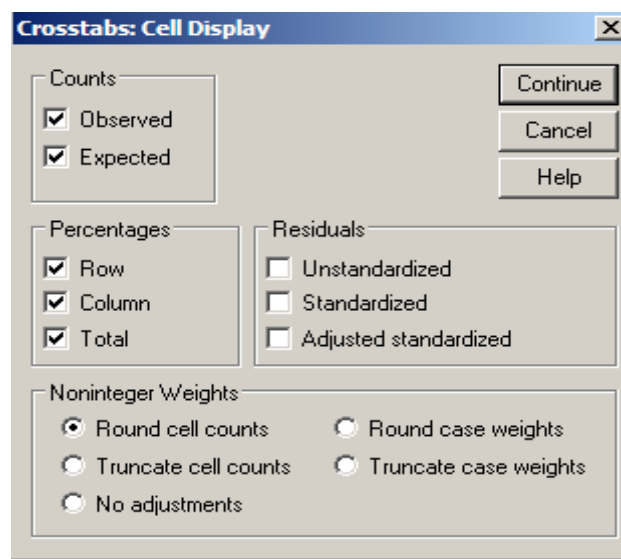 Crosstabs: Cell Display
Counts
Observed
Expected
Continue
Cancel
Help
Percentages
Row
Column
Total
Residuals
Unstandardized
Standardized
Adjusted standardized
Noninteger Weights
Round cell counts
Round case weights
Truncate cell counts
Truncate case weights
No adjustments